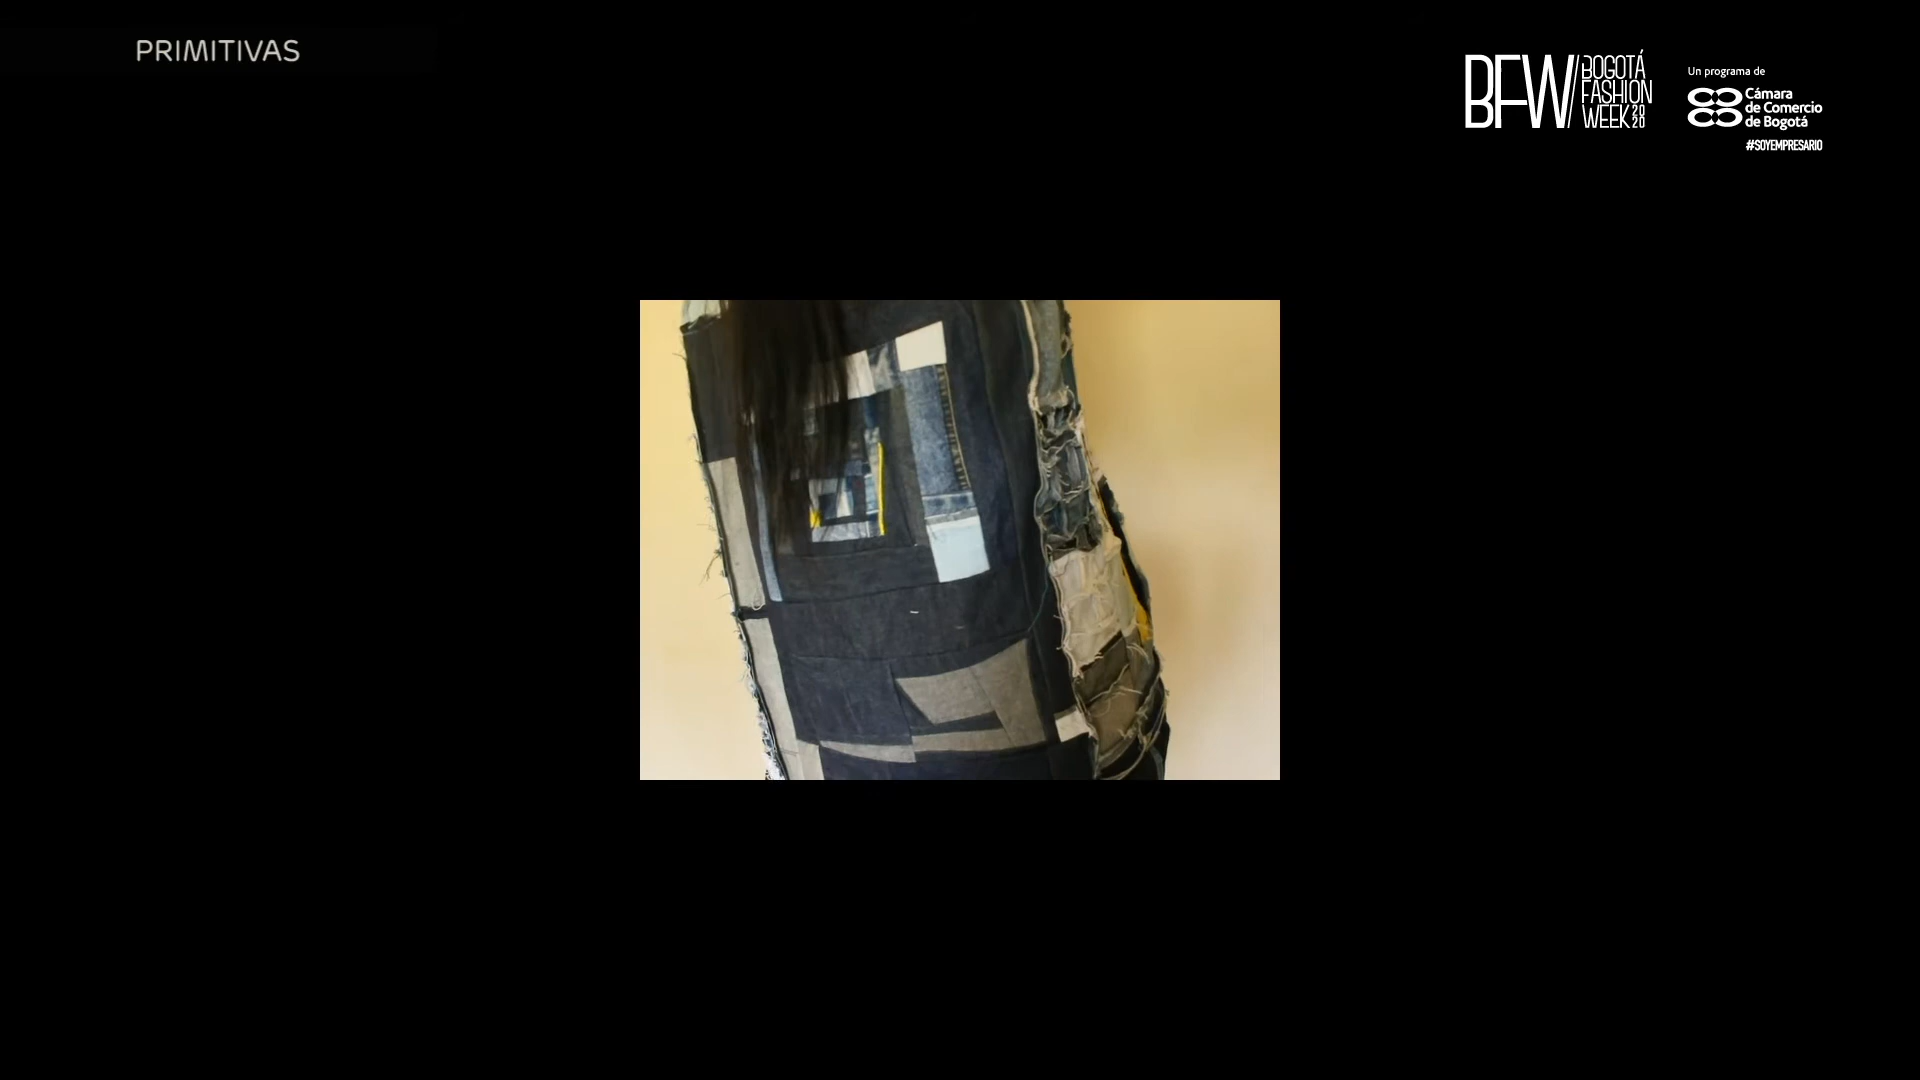 PRIMITIVAS
BFW/
BOGOTÁ
FASHION
WEEK 20
20
Un programa de
Cámara
de Comercio
de Bogotá
#SOYEMPRESARIO